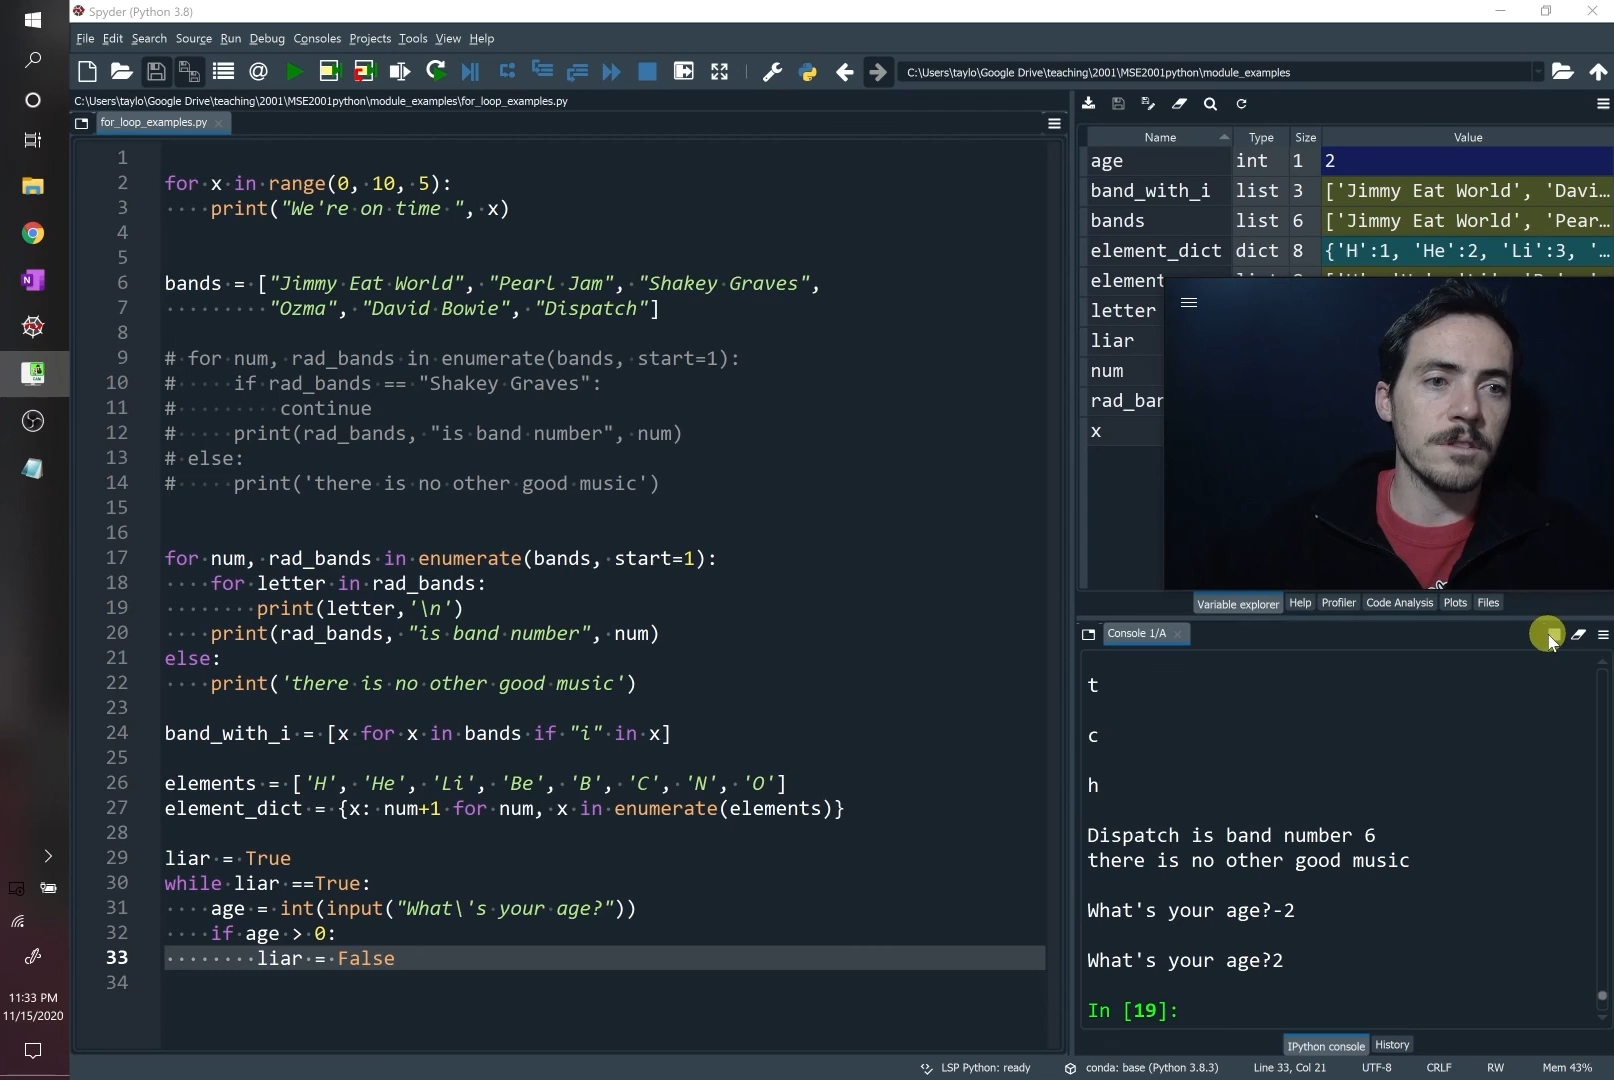 Spyder (Python 3.8)
File Edit Search Source Run Debug Consoles Projects Tools View Help
C:\Users\taylo\Google Drive\teaching\2001\MSE2001python\module_examples
C:\Users\taylo\Google Drive\teaching\2001\MSE2001python\module_examples\for_loop_examples.py
for_loop_examples.py
1
2 for x in range(0, 10, 5):
3     print("We're on time ", x)
4
5
6 bands = ["Jimmy Eat World", "Pearl Jam", "Shakey Graves",
7          "Ozma", "David Bowie", "Dispatch"]
8
9 # for num, rad_bands in enumerate(bands, start=1):
10 #     if rad_bands == "Shakey Graves":
11 #         continue
12 #     print(rad_bands, "is band number", num)
13 # else:
14 #     print('there is no other good music')
15
16
17 for num, rad_bands in enumerate(bands, start=1):
18     for letter in rad_bands:
19         print(letter,'\n')
20     print(rad_bands, "is band number", num)
21 else:
22     print('there is no other good music')
23
24 band_with_i = [x for x in bands if "i" in x]
25
26 elements = ['H', 'He', 'Li', 'Be', 'B', 'C', 'N', 'O']
27 element_dict = {x: num+1 for num, x in enumerate(elements)}
28
29 liar = True
30 while liar ==True:
31     age = int(input("What\'s your age?"))
32     if age > 0:
33         liar = False
34
Name Type Size Value
age int 1 2
band_with_i list 3 ['Jimmy Eat World', 'Davi...
bands list 6 ['Jimmy Eat World', 'Pear...
element_dict dict 8 {'H':1, 'He':2, 'Li':3, '...
element
letter
liar
num
rad_bar
x
Variable explorer Help Profiler Code Analysis Plots Files
Console 1/A
t
c
h
Dispatch is band number 6
there is no other good music
What's your age?-2
What's your age?2
In [19]:
IPython console History
LSP Python: ready conda: base (Python 3.8.3) Line 33, Col 21 UTF-8 CRLF RW Mem 43%
11:33 PM
11/15/2020